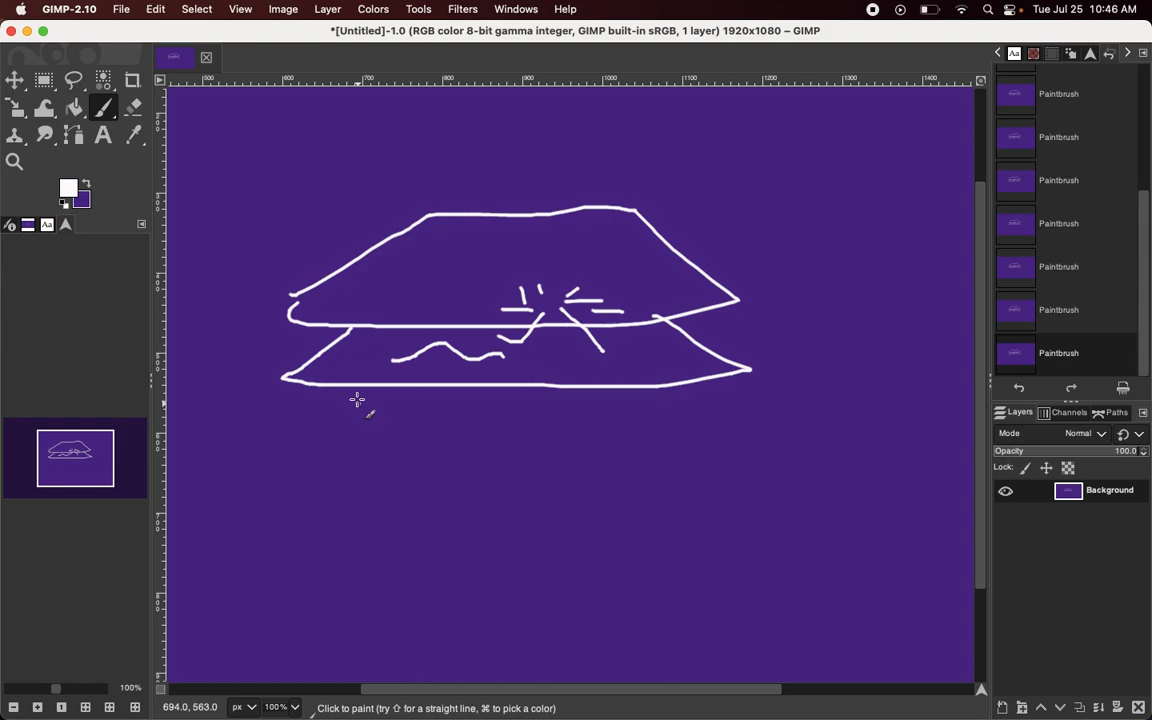 GIMP-2.10 File Edit Select View Image Layer Colors Tools Filters Windows Help Tue Jul 25 10:46 AM
*[Untitled]-1.0 (RGB color 8-bit gamma integer, GIMP built-in sRGB, 1 layer) 1920x1080 – GIMP
500 600 700 800 900 1000 1100 1200 1300 1400
Paintbrush
Paintbrush
Paintbrush
Paintbrush
Paintbrush
Paintbrush
Paintbrush
Layers Channels Paths
Mode Normal
Opacity 100.0
Lock:
Background
100%
694.0, 563.0 px 100% Click to paint (try ⇧ for a straight line, ⌘ to pick a color)